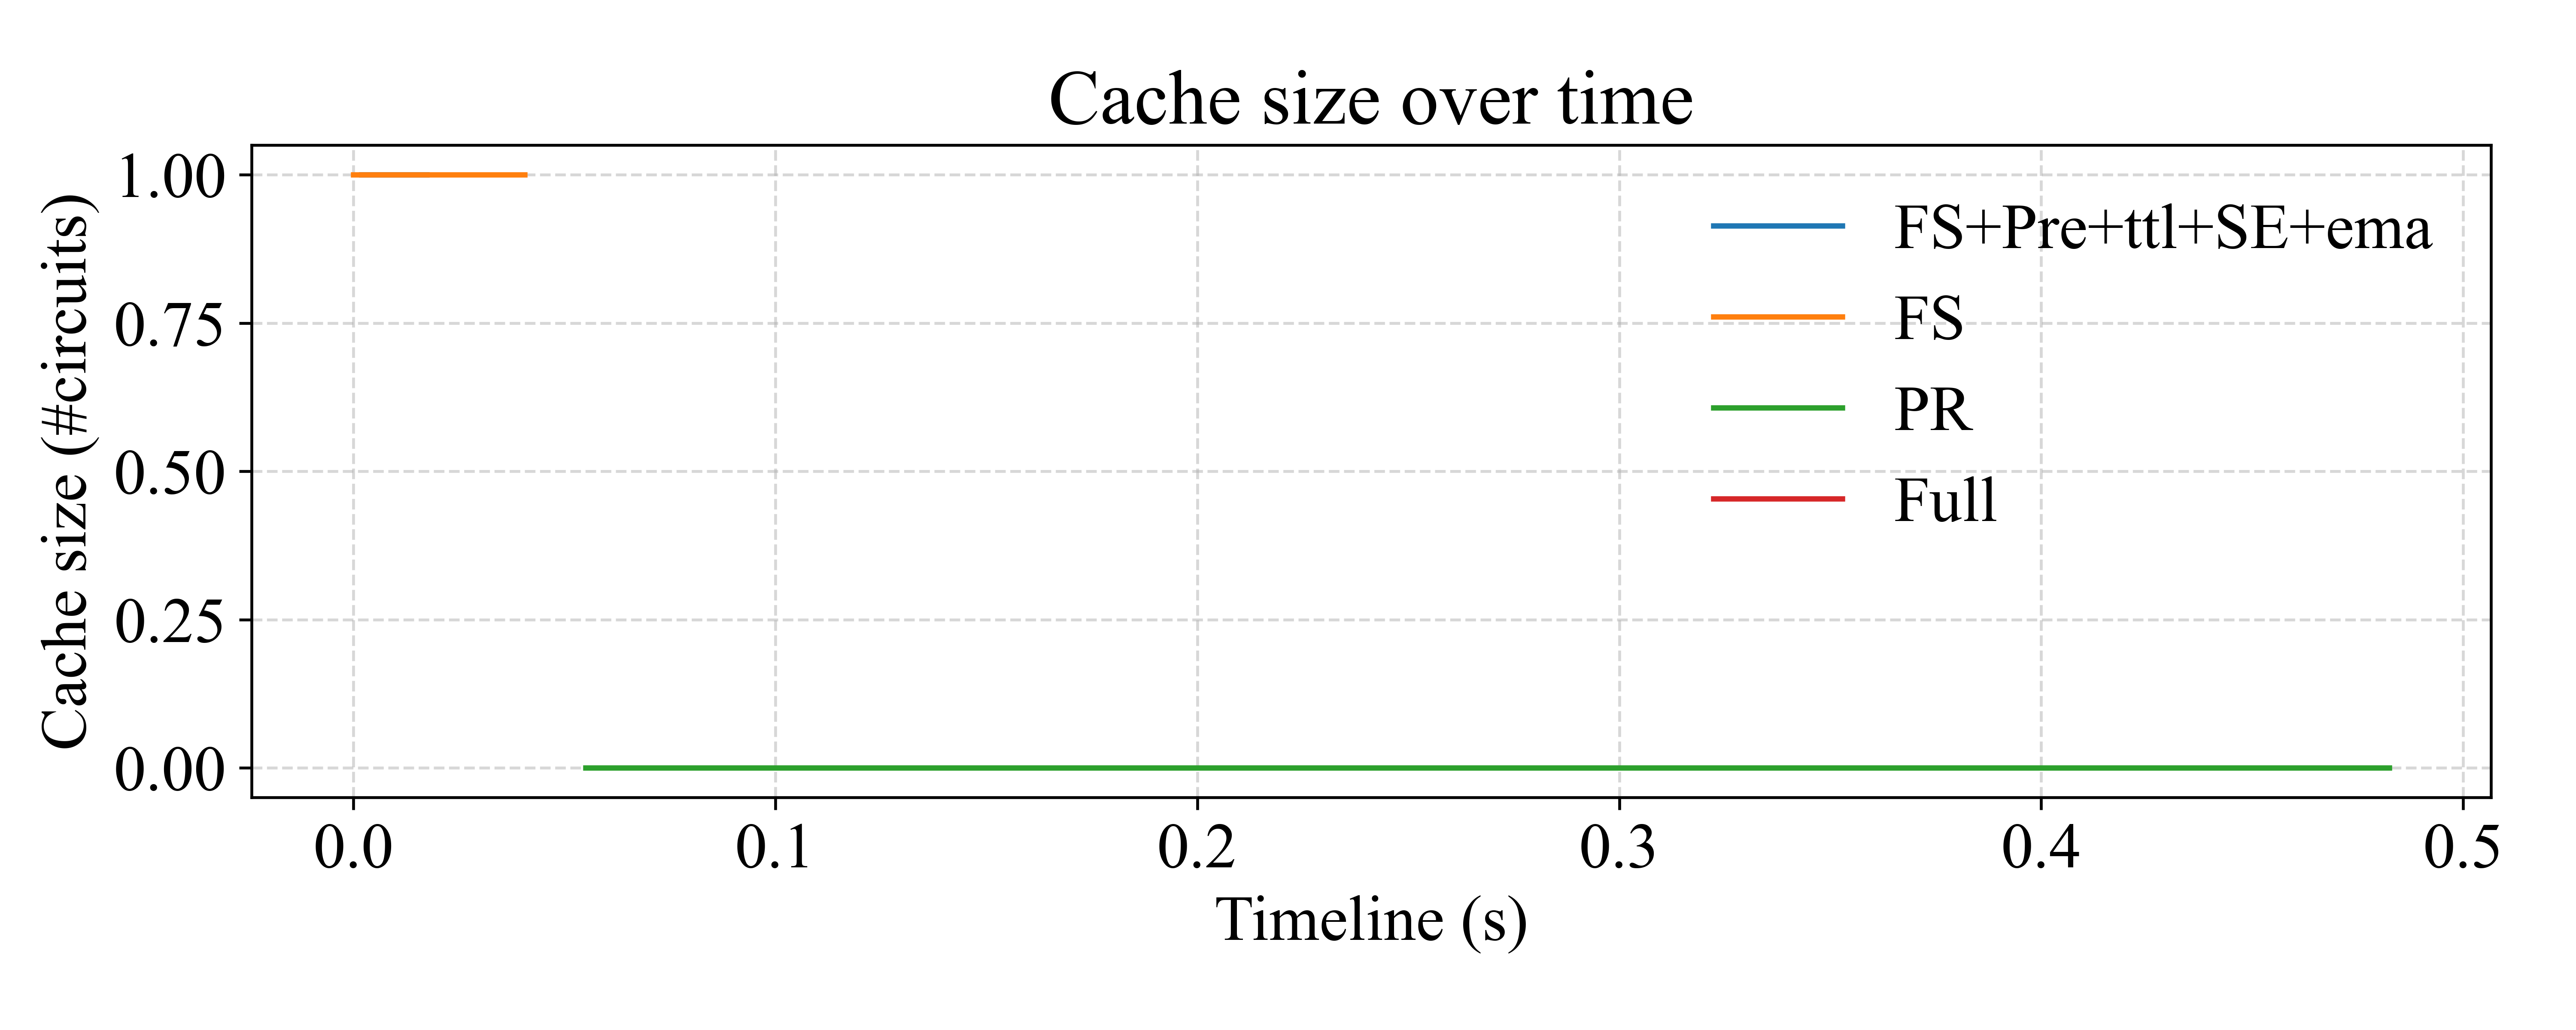 Cache size over time
Cache size (#circuits)
1.00
0.75
0.50
0.25
0.00
FS+Pre+ttl+SE+ema
FS
PR
Full
0.0 0.1 0.2 0.3 0.4 0.5
Timeline (s)